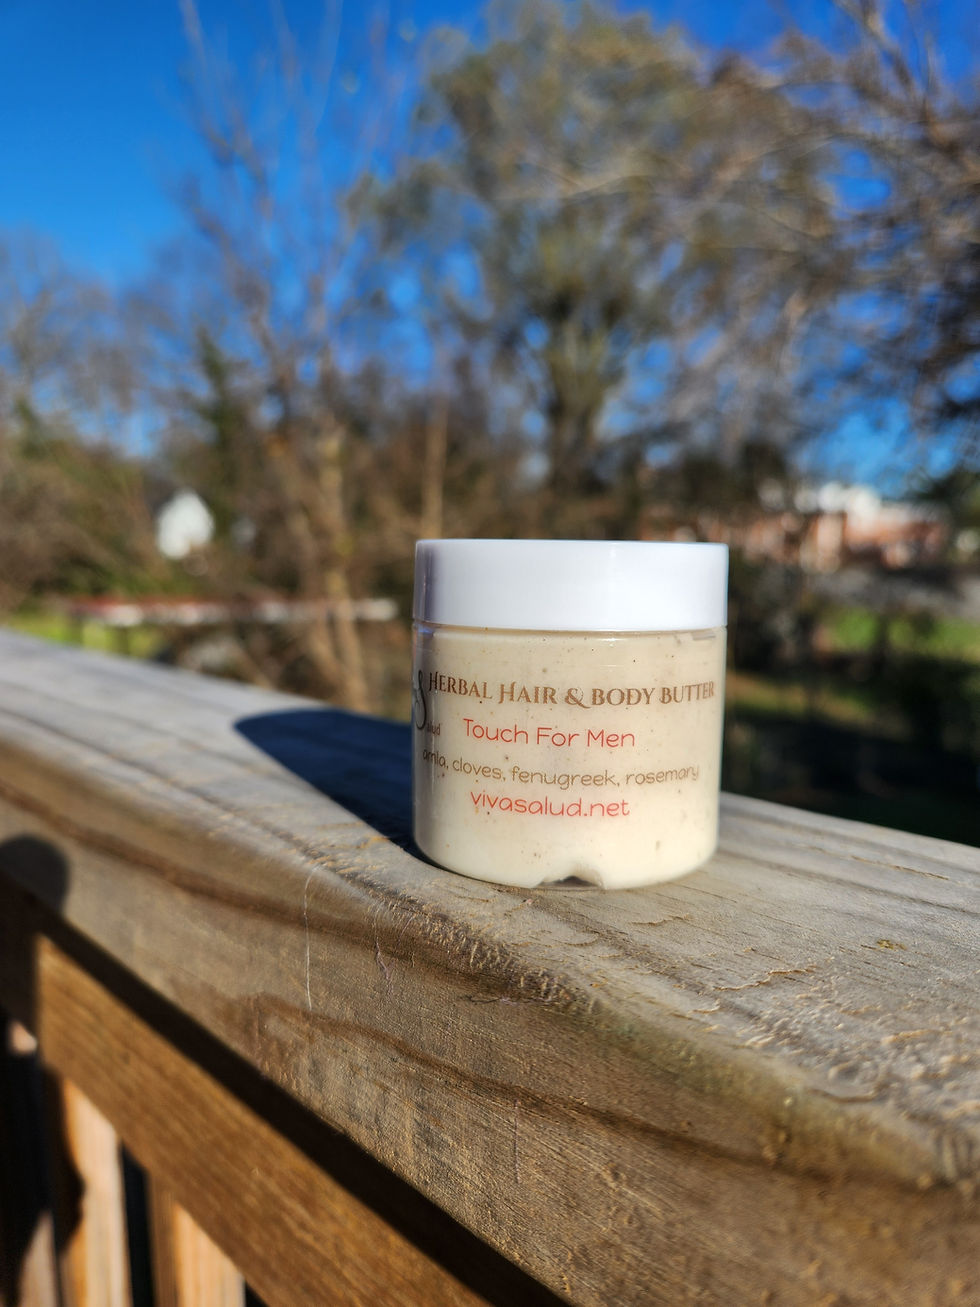 HERBAL HAIR & BODY BUTTER
Touch For Men
amla, cloves, fenugreek, rosemary
vivasalud.net